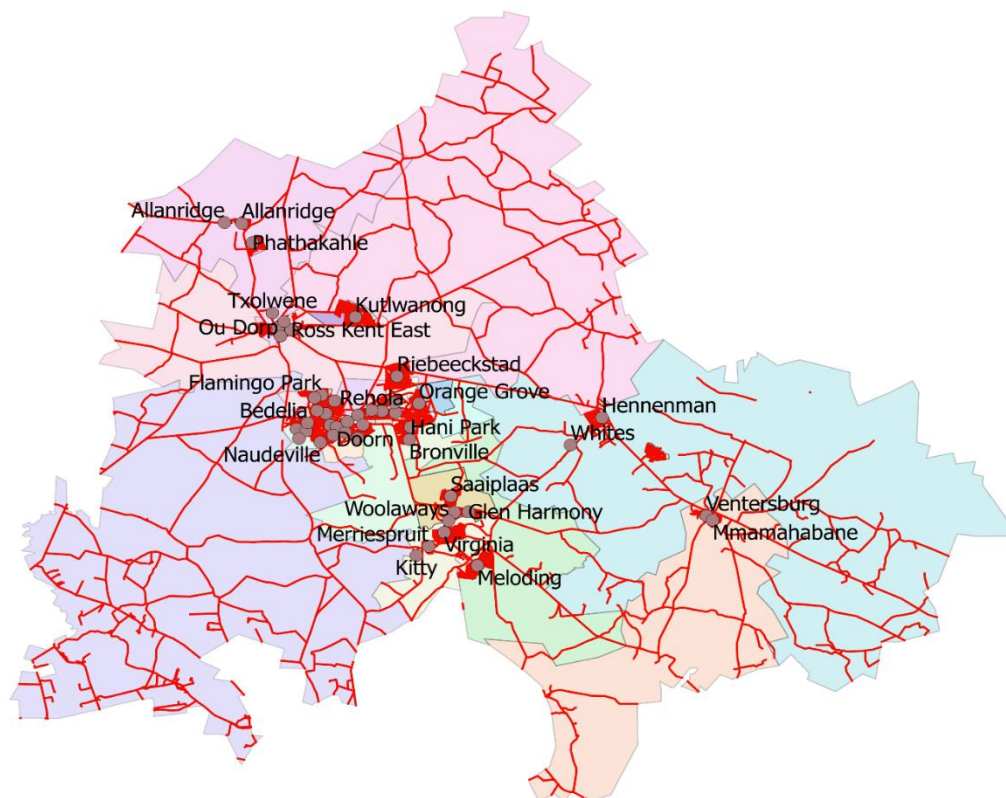 Allanridge
Allanridge
Phathakahle
Txolwene
Kutlwanong
Ou Dorp
Ross Kent East
Riebeeckstad
Flamingo Park
Rehola
Orange Grove
Bedelia
Hennenman
Hani Park
Doorn
Whites
Naudeville
Bronville
Saaiplaas
Woolaways
Glen Harmony
Ventersburg
Merriespruit
Mmamahabane
Virginia
Kitty
Meloding